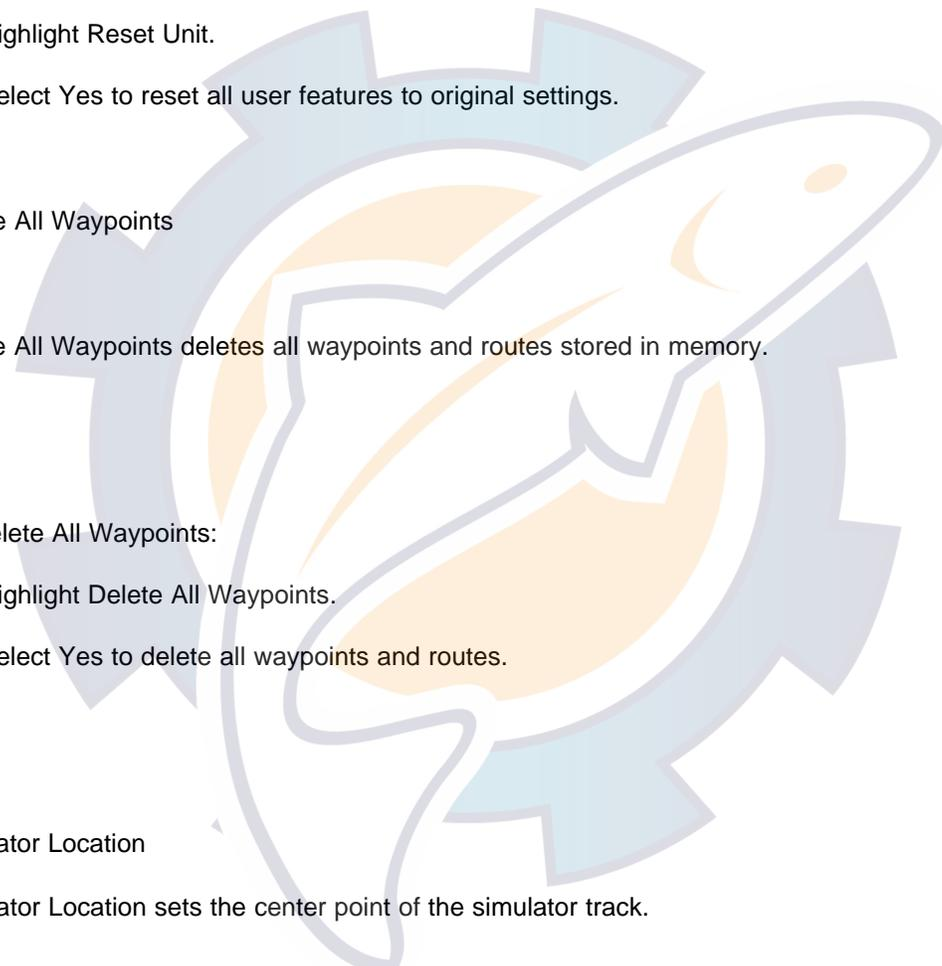 ighlight Reset Unit.
elect Yes to reset all user features to original settings.
e All Waypoints
e All Waypoints deletes all waypoints and routes stored in memory.
elete All Waypoints:
ighlight Delete All Waypoints.
elect Yes to delete all waypoints and routes.
ator Location
ator Location sets the center point of the simulator track.